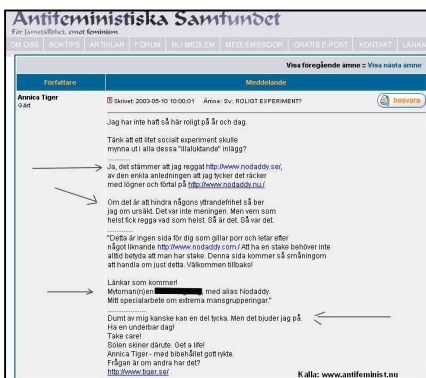 Antifeministiska Samfundet
För jämställdhet, emot feminism
OM OSS BOKTIPS ARTIKLAR FORUM BLI MEDLEM MEDLEMSSIDOR GRATIS E-POST KONTAKT LÄNKA
Visa föregående ämne :: Visa nästa ämne
Författare Meddelande
Annica Tiger Skrivet: 2003-05-10 10:00:01 Ämne: Sv: ROLIGT EXPERIMENT? besvara
Gäst
Jag har inte haft så här roligt på år och dag.
Tänk att ett litet socialt experiment skulle
mynna ut i alla dessa "illaluktande" inlägg?
..............
Ja, det stämmer att jag reggat http://www.nodaddy.se/,
av den enkla anledningen att jag tycker det räcker
med lögner och förtal på http://www.nodaddy.nu/
Om det är att hindra någons yttrandefrihet så ber
jag om ursäkt. Det var inte meningen. Men vem som
helst fick regga vad som helst. Så är det. Så var det.
..............
"Detta är ingen sida för dig som gillar porr och letar efter
något liknande http://www.nodaddy.com./ Att ha en stake behöver inte
alltid betyda att man har stake. Denna sida kommer så småningom
att handla om just detta. Välkommen tillbaks!
Länkar som kommer!
Mytoman(n)en , med alias Nodaddy.
Mitt specialarbete om extrema mansgrupperingar."
..............
Dumt av mig kanske kan en del tycka. Men det bjuder jag på.
Ha en underbar dag!
Take care!
Solen skiner därute. Get a life!
Annica Tiger - med bibehållet gott rykte.
Frågan är om andra har det?
http://www.tiger.se/
Källa: www.antifeminist.nu